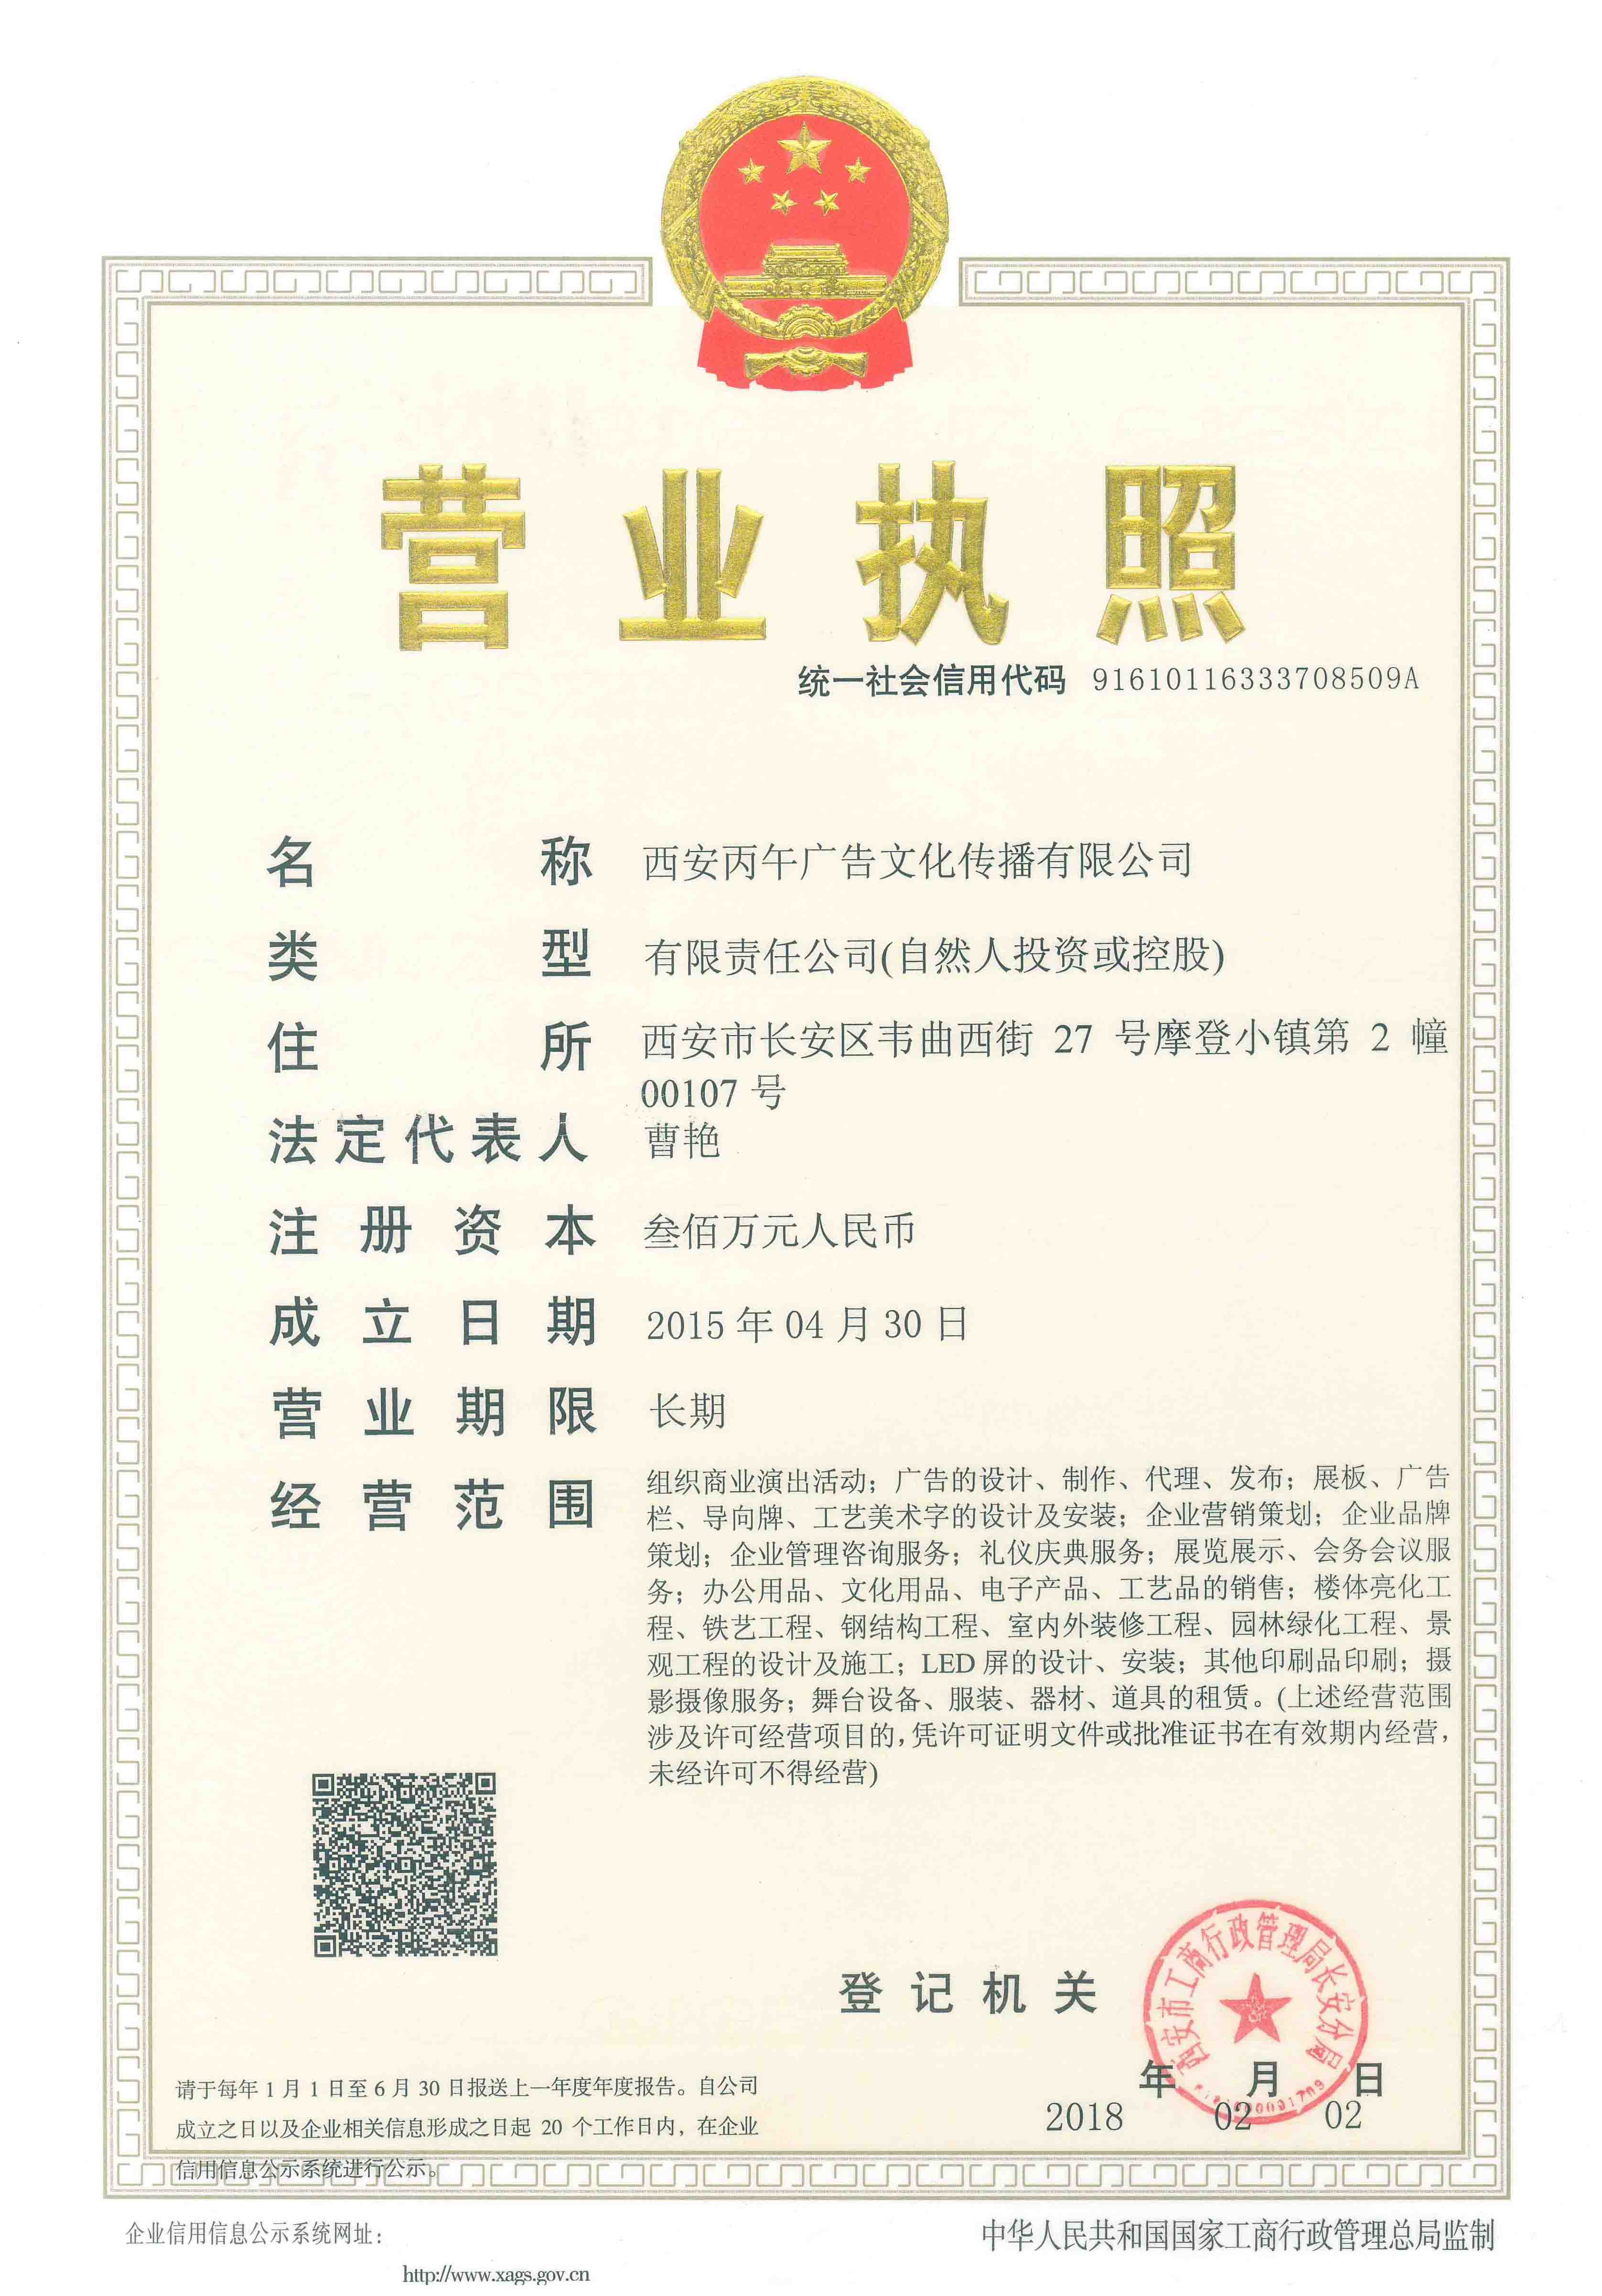 营业执照
统一社会信用代码 91610116333708509A
名称 西安丙午广告文化传播有限公司
类型 有限责任公司(自然人投资或控股)
住所 西安市长安区韦曲西街 27 号摩登小镇第 2 幢
00107 号
法定代表人 曹艳
注册资本 叁佰万元人民币
成立日期 2015 年 04 月 30 日
营业期限 长期
经营范围 组织商业演出活动；广告的设计、制作、代理、发布；展板、广告
栏、导向牌、工艺美术字的设计及安装；企业营销策划；企业品牌
策划；企业管理咨询服务；礼仪庆典服务；展览展示、会务会议服
务；办公用品、文化用品、电子产品、工艺品的销售；楼体亮化工
程、铁艺工程、钢结构工程、室内外装修工程、园林绿化工程、景
观工程的设计及施工；LED 屏的设计、安装；其他印刷品印刷；摄
影摄像服务；舞台设备、服装、器材、道具的租赁。(上述经营范围
涉及许可经营项目的,凭许可证明文件或批准证书在有效期内经营,
未经许可不得经营)
登记机关
西安市工商行政管理局长安分局
年 月 日
2018 02 02
请于每年 1 月 1 日至 6 月 30 日报送上一年度年度报告。自公司
成立之日以及企业相关信息形成之日起 20 个工作日内，在企业
信用信息公示系统进行公示。
企业信用信息公示系统网址：
中华人民共和国国家工商行政管理总局监制
http://www.xags.gov.cn